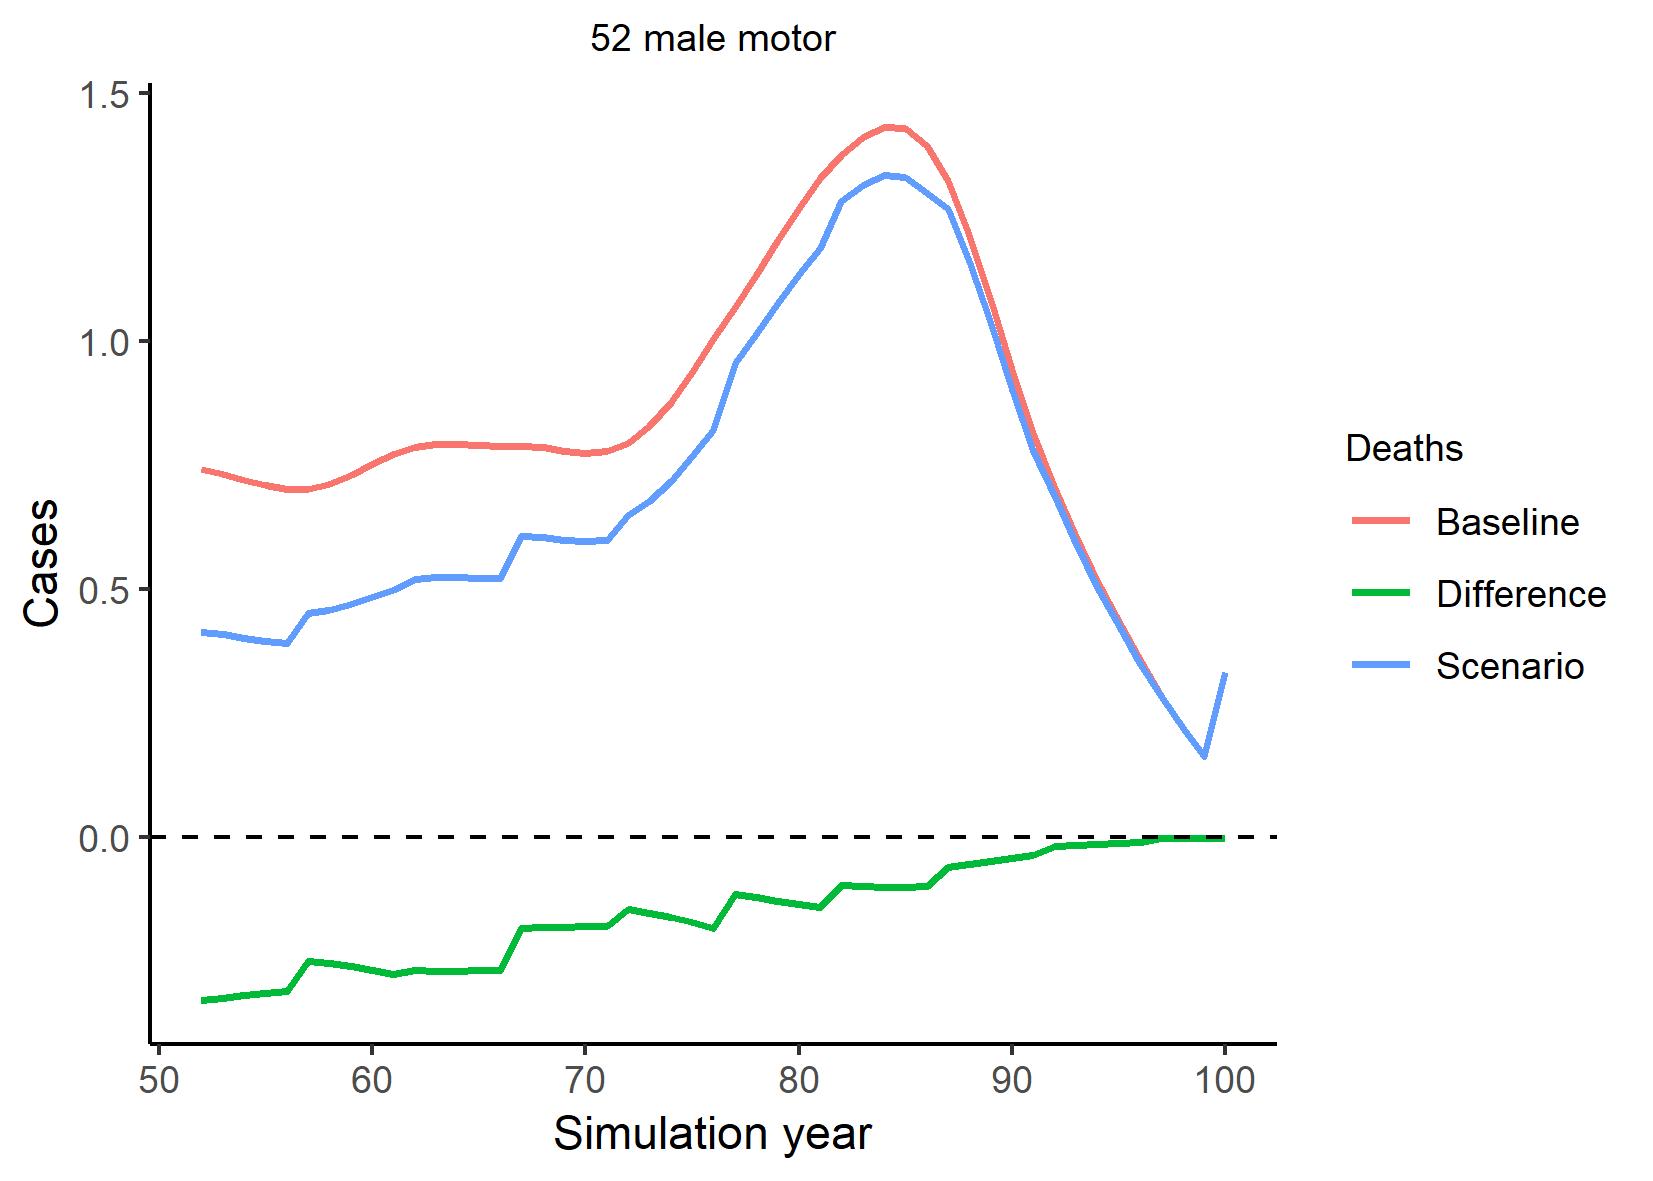 52 male motor
1.5
1.0
0.5
0.0
Cases
50 60 70 80 90 100
Simulation year
Deaths
Baseline
Difference
Scenario